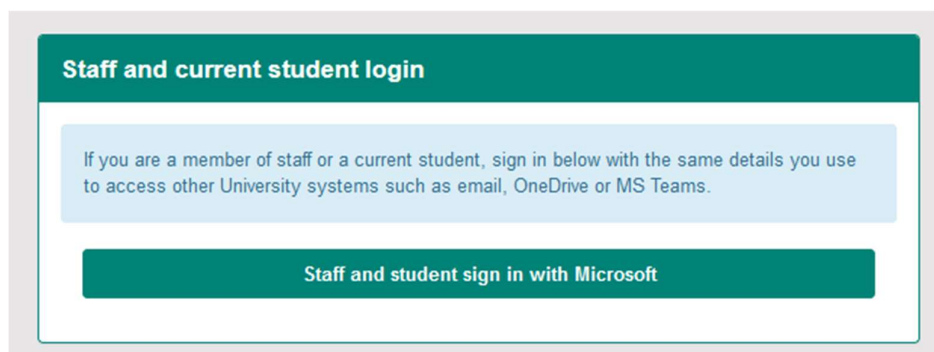 Staff and current student login
If you are a member of staff or a current student, sign in below with the same details you use
to access other University systems such as email, OneDrive or MS Teams.
Staff and student sign in with Microsoft